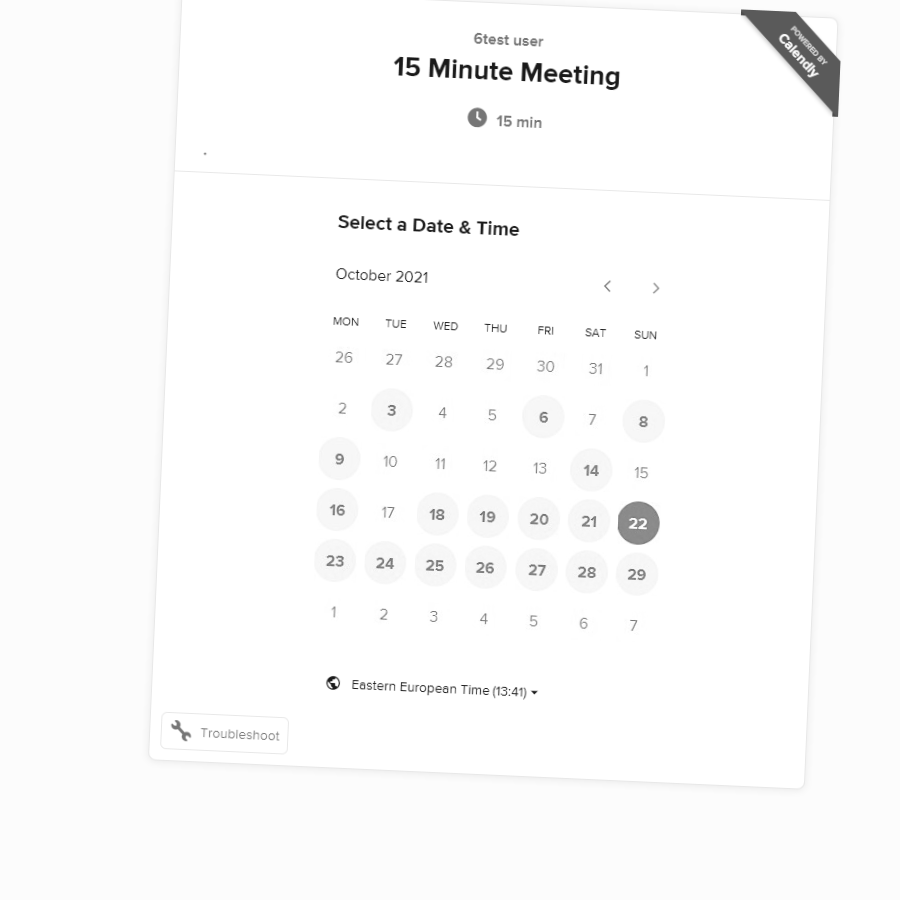 POWERED BY
Calendly
6test user
15 Minute Meeting
15 min
.
Select a Date & Time
October 2021
MON TUE WED THU FRI SAT SUN
26 27 28 29 30 31 1
2 3 4 5 6 7 8
9 10 11 12 13 14 15
16 17 18 19 20 21 22
23 24 25 26 27 28 29
1 2 3 4 5 6 7
Eastern European Time (13:41)
Troubleshoot